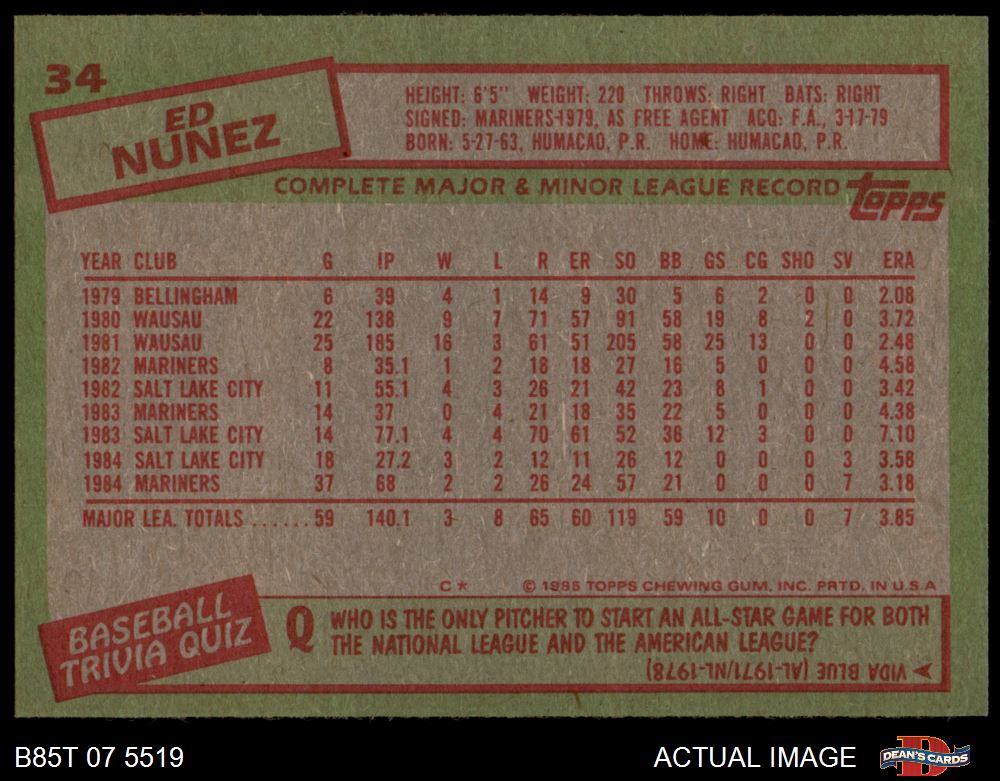 34
ED
NUNEZ
HEIGHT: 6'5" WEIGHT: 220 THROWS: RIGHT BATS: RIGHT
SIGNED: MARINERS-1979, AS FREE AGENT ACQ: F.A., 3-17-79
BORN: 5-27-63, HUMACAO, P.R. HOME: HUMACAO, P.R.
COMPLETE MAJOR & MINOR LEAGUE RECORD topps
YEAR CLUB G IP W L R ER SO BB GS CG SHO SV ERA
1979 BELLINGHAM 6 39 4 1 14 9 30 5 6 2 0 0 2.08
1980 WAUSAU 22 138 9 7 71 57 91 58 19 8 2 0 3.72
1981 WAUSAU 25 185 16 3 61 51 205 58 25 13 0 0 2.48
1982 MARINERS 8 35.1 1 2 18 18 27 16 5 0 0 0 4.58
1982 SALT LAKE CITY 11 55.1 4 3 26 21 42 23 8 1 0 0 3.42
1983 MARINERS 14 37 0 4 21 18 35 22 5 0 0 0 4.38
1983 SALT LAKE CITY 14 77.1 4 4 70 61 52 36 12 3 0 0 7.10
1984 SALT LAKE CITY 18 27.2 3 2 12 11 26 12 0 0 0 3 3.58
1984 MARINERS 37 68 2 2 26 24 57 21 0 0 0 7 3.18
MAJOR LEA. TOTALS ...... 59 140.1 3 8 65 60 119 59 10 0 0 7 3.85
C* © 1985 TOPPS CHEWING GUM, INC. PRTD. IN U.S.A
BASEBALL
TRIVIA QUIZ
Q WHO IS THE ONLY PITCHER TO START AN ALL-STAR GAME FOR BOTH
THE NATIONAL LEAGUE AND THE AMERICAN LEAGUE?
VIDA BLUE (AL-1971/NL-1978)
B85T 07 5519 ACTUAL IMAGE DEAN'S CARDS